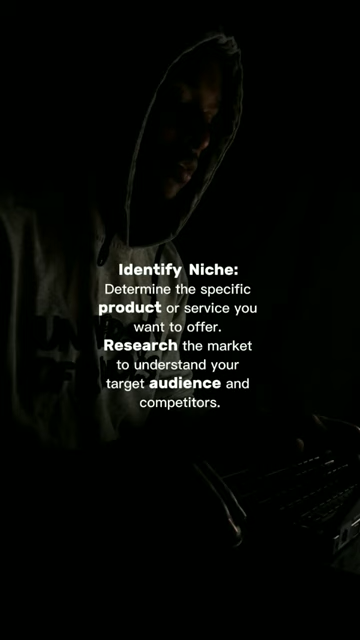 Identify Niche:
Determine the specific
product or service you
want to offer.
Research the market
to understand your
target audience and
competitors.